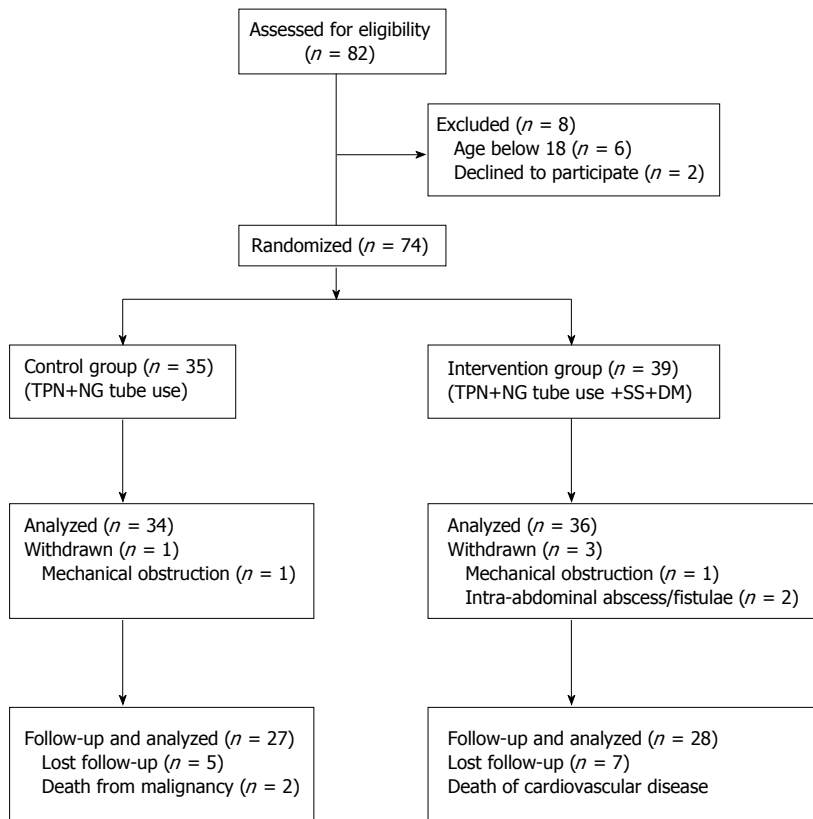 Assessed for eligibility
(n = 82)
Excluded (n = 8)
Age below 18 (n = 6)
Declined to participate (n = 2)
Randomized (n = 74)
Control group (n = 35)
(TPN+NG tube use)
Intervention group (n = 39)
(TPN+NG tube use +SS+DM)
Analyzed (n = 34)
Withdrawn (n = 1)
Mechanical obstruction (n = 1)
Analyzed (n = 36)
Withdrawn (n = 3)
Mechanical obstruction (n = 1)
Intra-abdominal abscess/fistulae (n = 2)
Follow-up and analyzed (n = 27)
Lost follow-up (n = 5)
Death from malignancy (n = 2)
Follow-up and analyzed (n = 28)
Lost follow-up (n = 7)
Death of cardiovascular disease